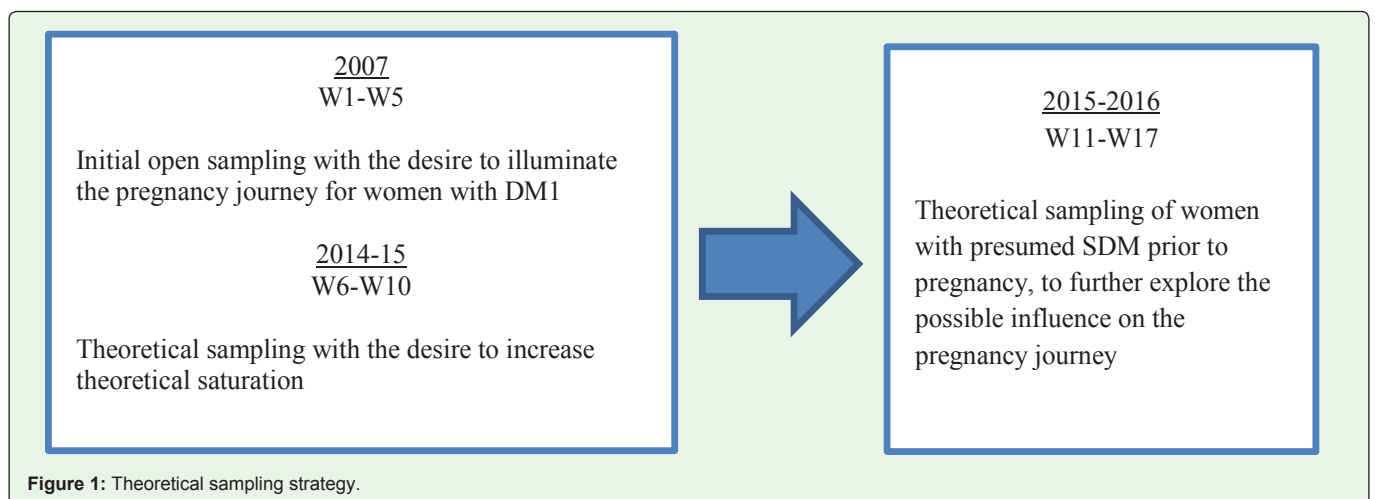 2007
W1-W5
Initial open sampling with the desire to illuminate
the pregnancy journey for women with DM1
2014-15
W6-W10
Theoretical sampling with the desire to increase
theoretical saturation
2015-2016
W11-W17
Theoretical sampling of women
with presumed SDM prior to
pregnancy, to further explore the
possible influence on the
pregnancy journey
Figure 1: Theoretical sampling strategy.